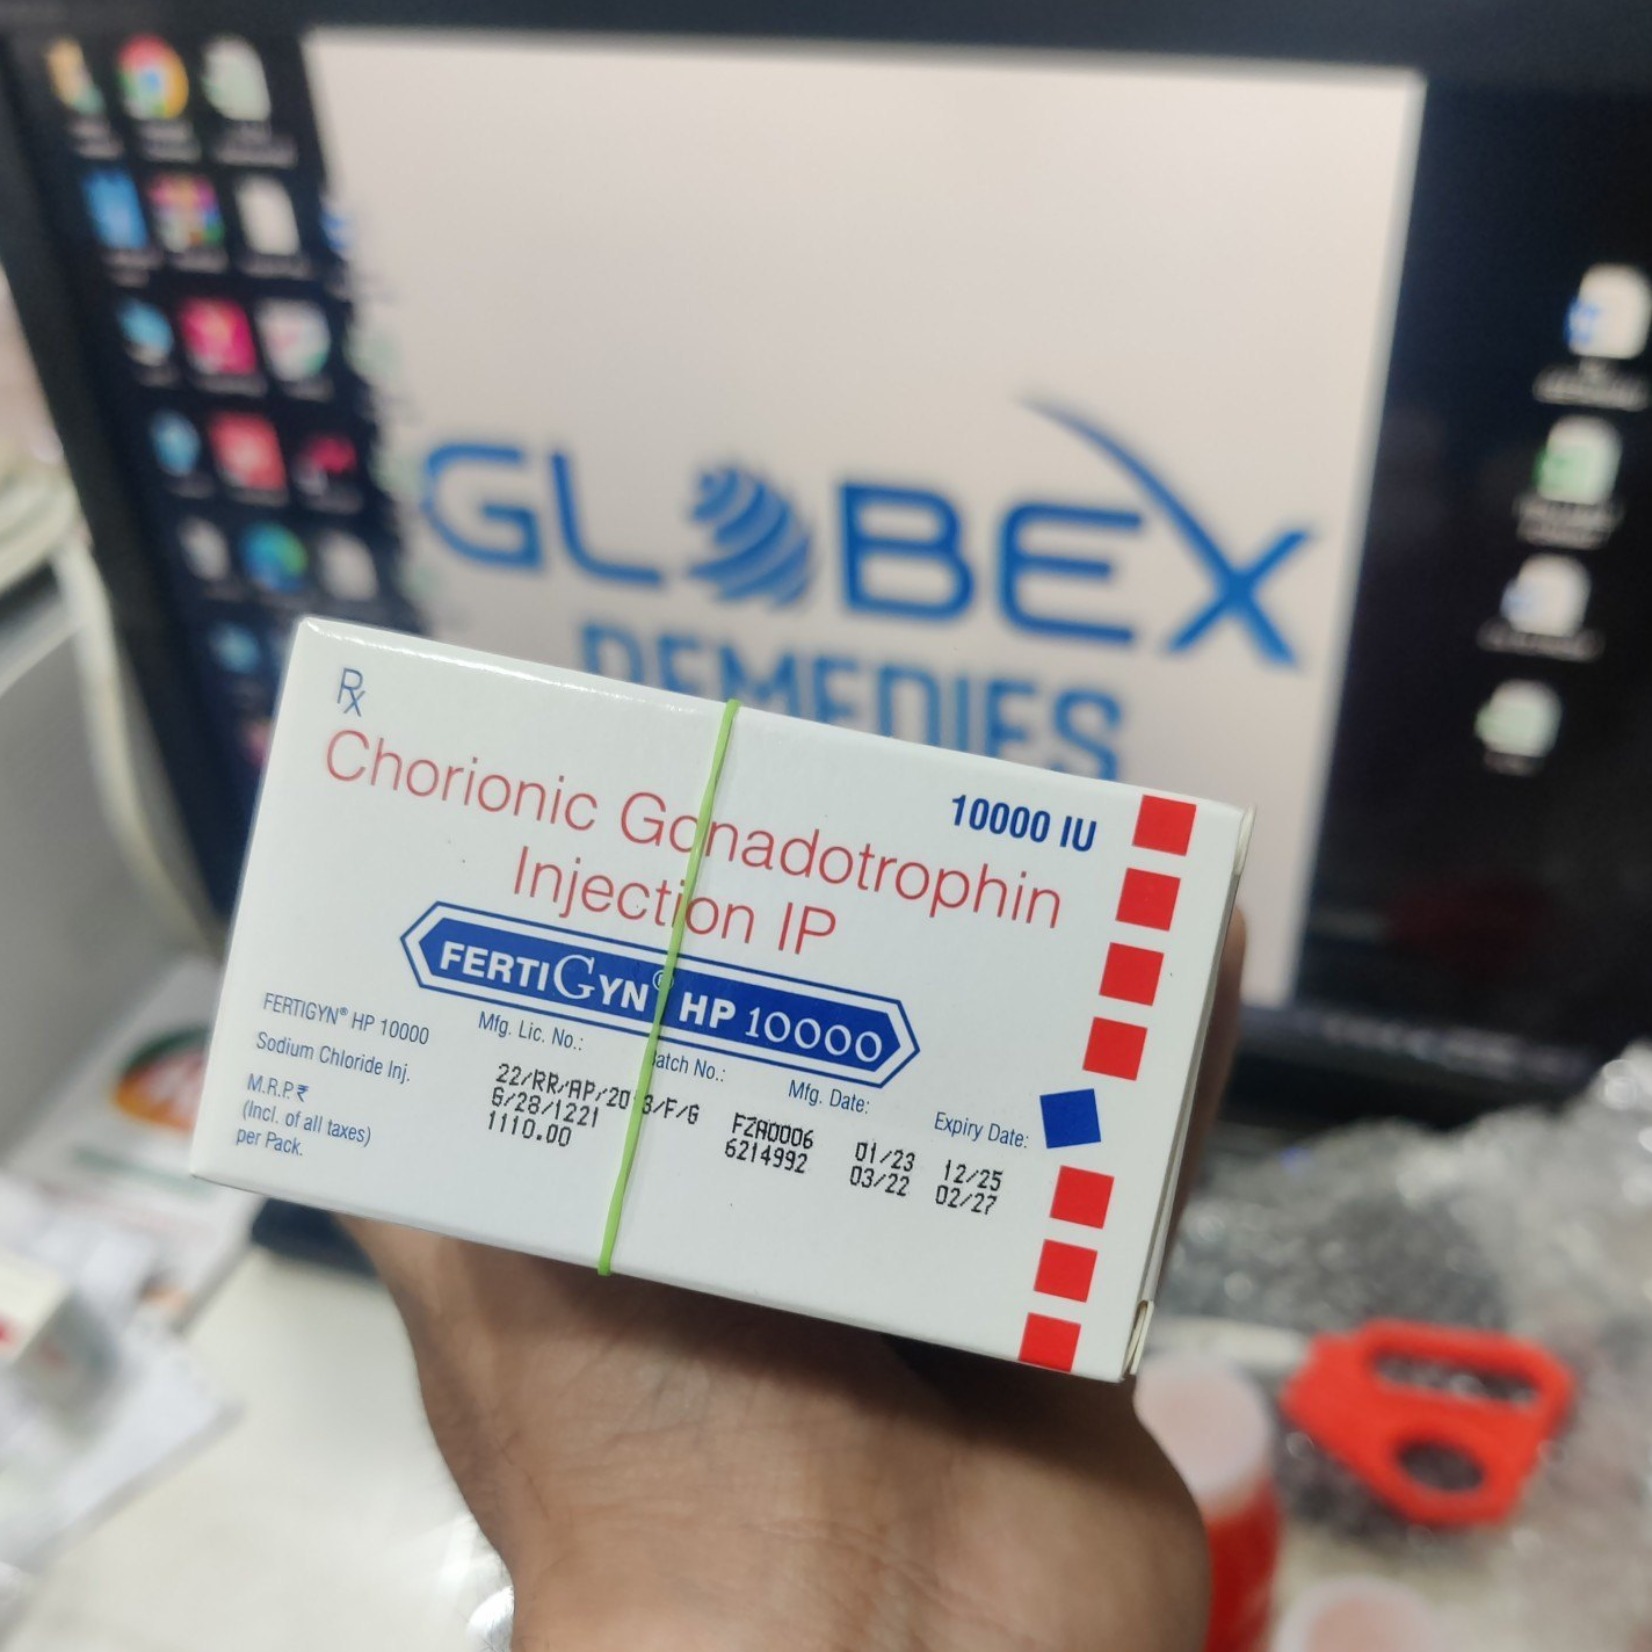 GLOBEX
REMEDIES
Rx
Chorionic Gonadotrophin
Injection IP
10000 IU
FERTIGYN® HP 10000
FERTIGYN® HP 10000
Sodium Chloride Inj.
M.R.P.₹
(Incl. of all taxes)
per Pack.
Mfg. Lic. No.: Batch No.: Mfg. Date: Expiry Date:
22/RR/AP/2013/F/G FZA0006 01/23 12/25
6/28/1221 6214992 03/22 02/27
1110.00